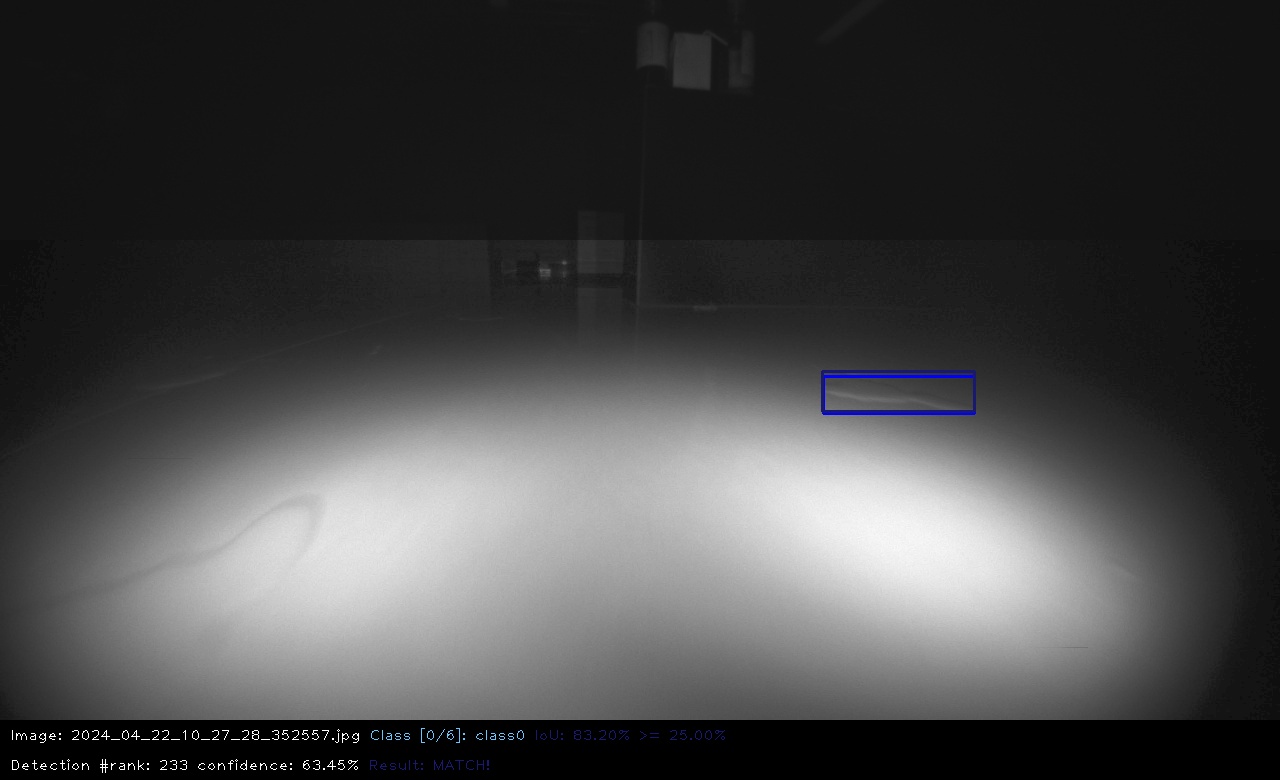 Image: 2024_04_22_10_27_28_352557.jpg Class [0/6]: class0 IoU: 83.20% >= 25.00%
Detection #rank: 233 confidence: 63.45% Result: MATCH!